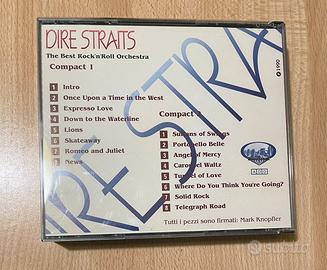 DIRE STRAITS
The Best Rock'n'Roll Orchestra
Compact 1
1 Intro
2 Once Upon a Time in the West
3 Expresso Love
4 Down to the Waterline
5 Lions
6 Skateaway
7 Romeo and Juliet
8 News
Compact
1 Sultans of Swings
2 Portobello Belle
3 Angel of Mercy
4 Carousel Waltz
5 Tunnel of Love
6 Where Do You Think You're Going?
7 Solid Rock
8 Telegraph Road
Tutti i pezzi sono firmati: Mark Knopfler
1990
DIRE STRA
subito